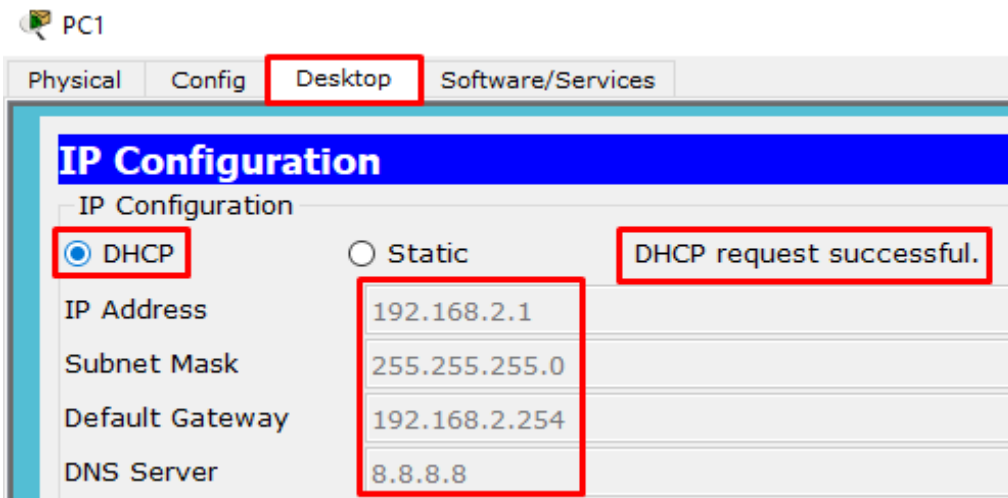 PC1
Physical Config Desktop Software/Services
IP Configuration
IP Configuration
DHCP Static DHCP request successful.
IP Address 192.168.2.1
Subnet Mask 255.255.255.0
Default Gateway 192.168.2.254
DNS Server 8.8.8.8